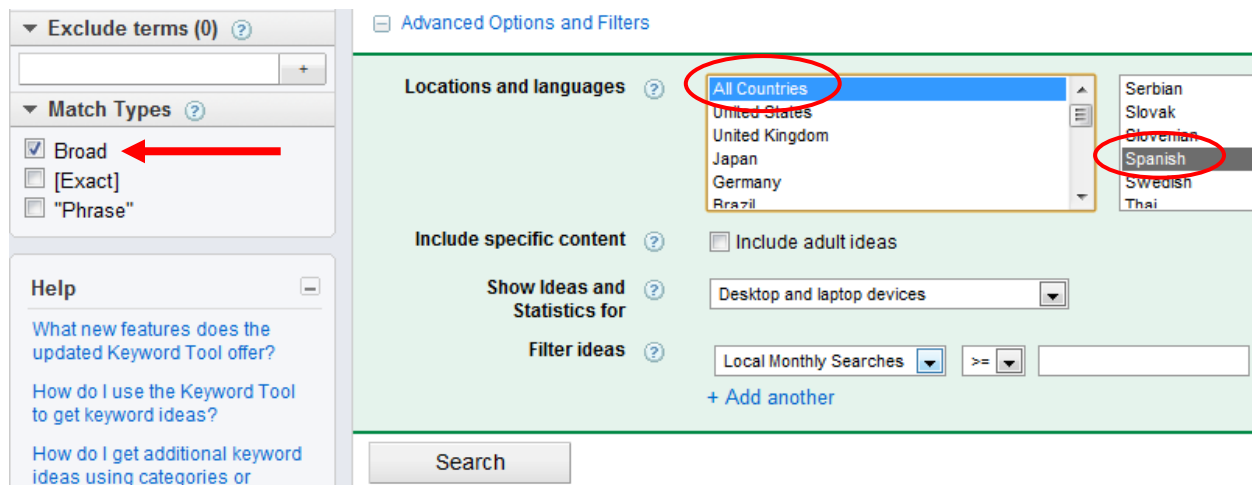 Exclude terms (0)
+
Match Types
Broad
[Exact]
"Phrase"
Help
What new features does the
updated Keyword Tool offer?
How do I use the Keyword Tool
to get keyword ideas?
How do I get additional keyword
ideas using categories or
Advanced Options and Filters
Locations and languages
All Countries
United States
United Kingdom
Japan
Germany
Brazil
Serbian
Slovak
Slovenian
Spanish
Swedish
Thai
Include specific content
Include adult ideas
Show Ideas and
Statistics for
Desktop and laptop devices
Filter ideas
Local Monthly Searches
>=
+ Add another
Search